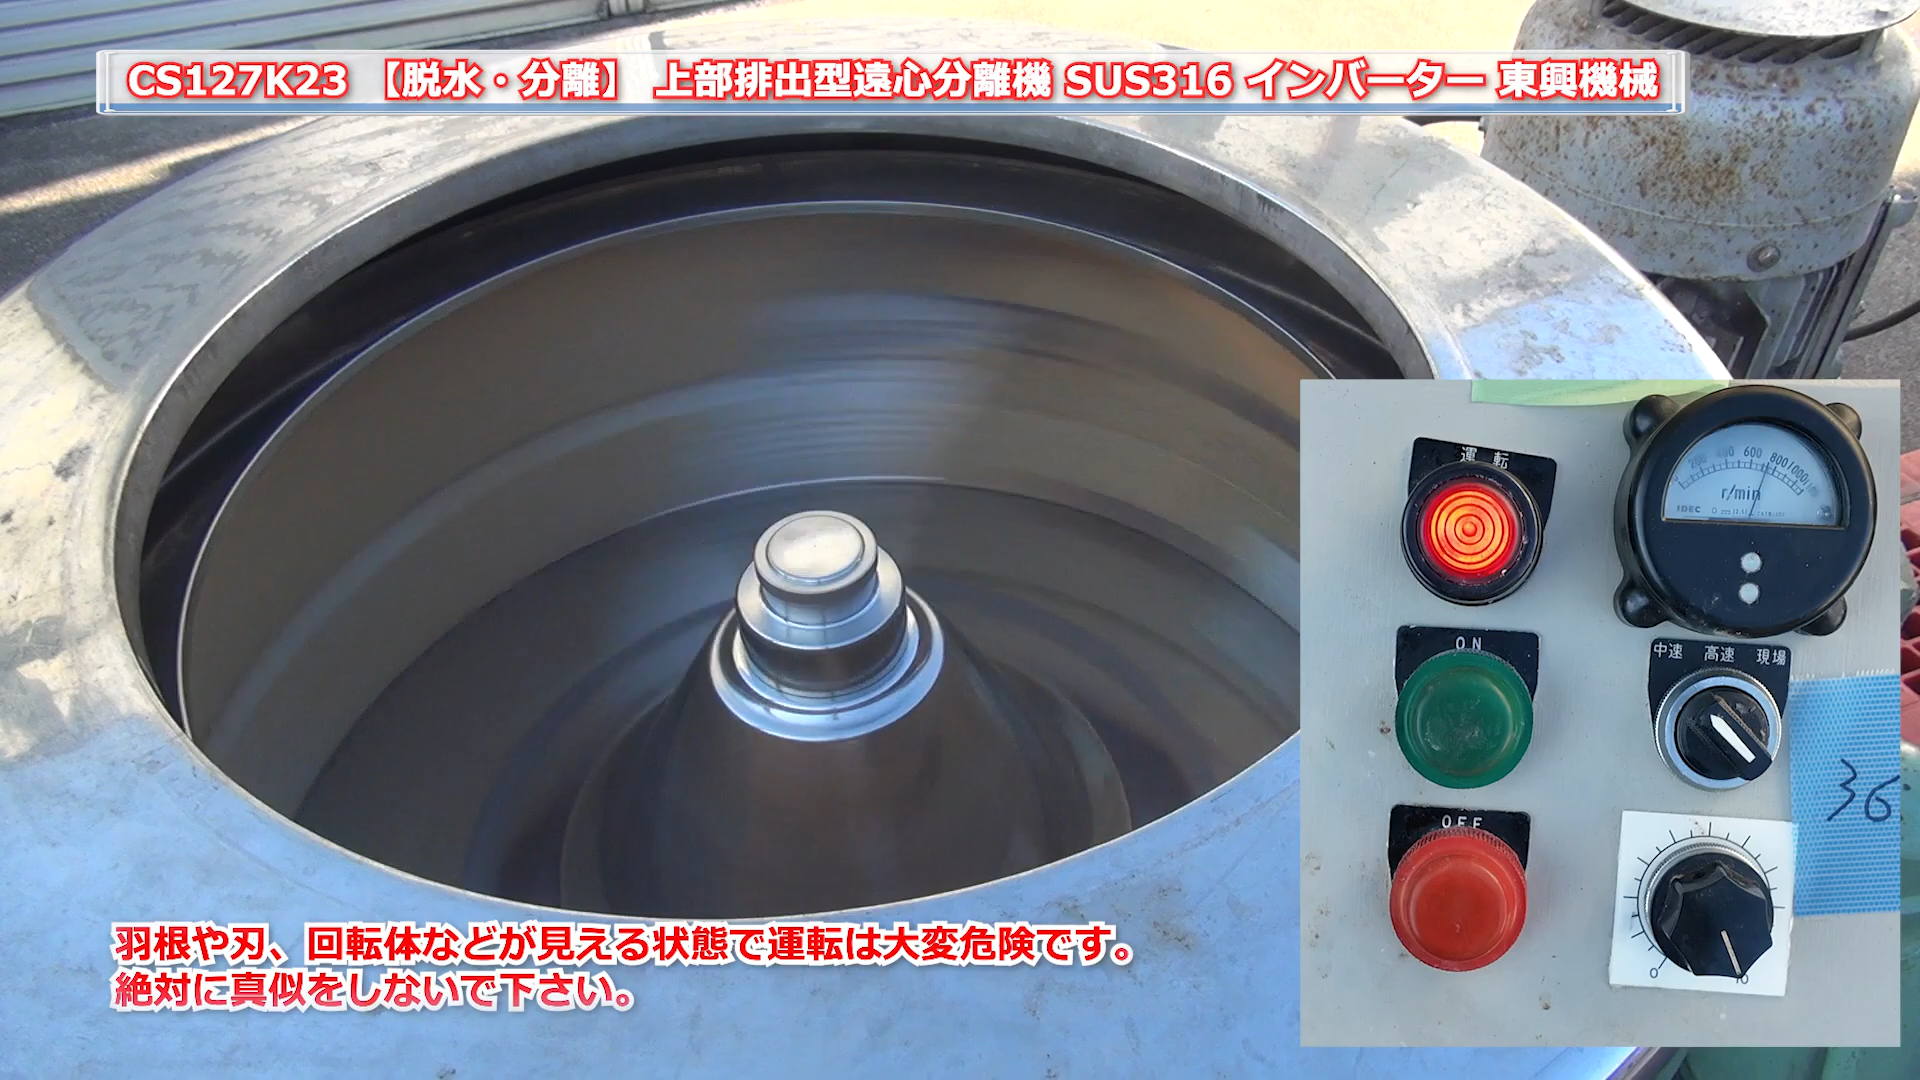 CS127K23 【脱水・分離】 上部排出型遠心分離機 SUS316 インバーター 東興機械
運 転
200 400 600 800 1000
r/min
IDEC
ON
中速 高速 現場
36
OFF
0 10
羽根や刃、回転体などが見える状態で運転は大変危険です。
絶対に真似をしないで下さい。